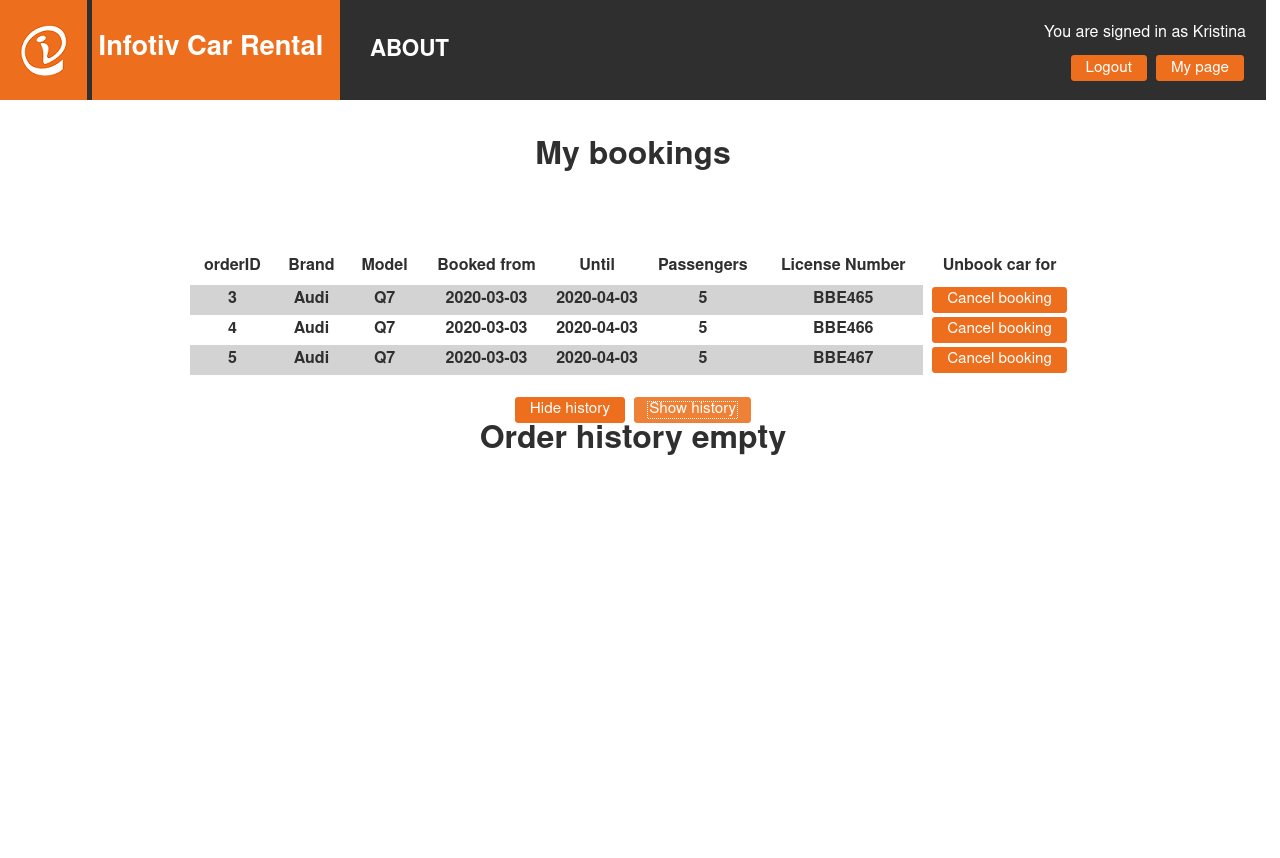 Infotiv Car Rental
ABOUT
You are signed in as Kristina
Logout My page
My bookings
orderID Brand Model Booked from Until Passengers License Number Unbook car for
3 Audi Q7 2020-03-03 2020-04-03 5 BBE465 Cancel booking
4 Audi Q7 2020-03-03 2020-04-03 5 BBE466 Cancel booking
5 Audi Q7 2020-03-03 2020-04-03 5 BBE467 Cancel booking
Hide history Show history
Order history empty